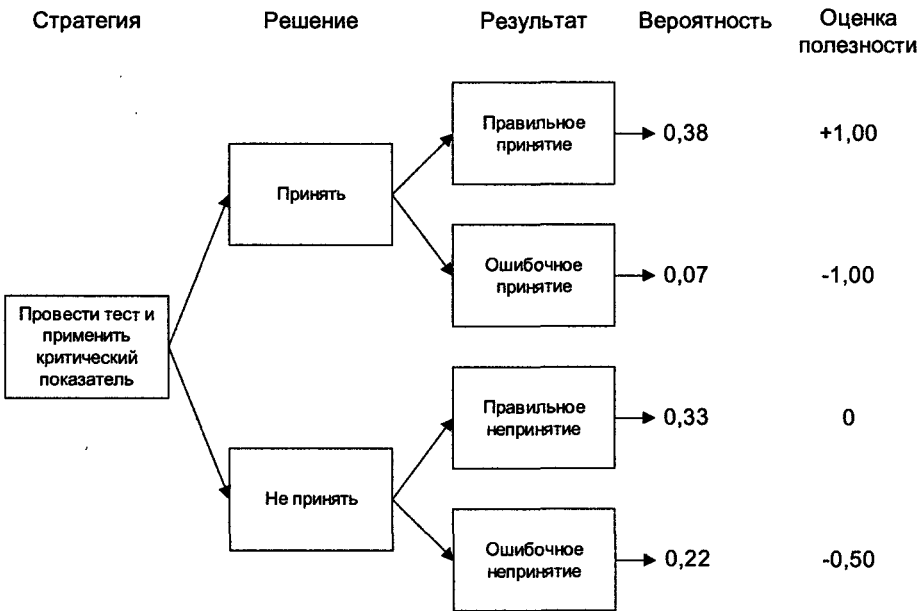 Стратегия Решение Результат Вероятность Оценка
полезности
Правильное
принятие
0,38 +1,00
Принять
Ошибочное
принятие
0,07 -1,00
Провести тест и
применить
критический
показатель
Правильное
непринятие
0,33 0
Не принять
Ошибочное
непринятие
0,22 -0,50